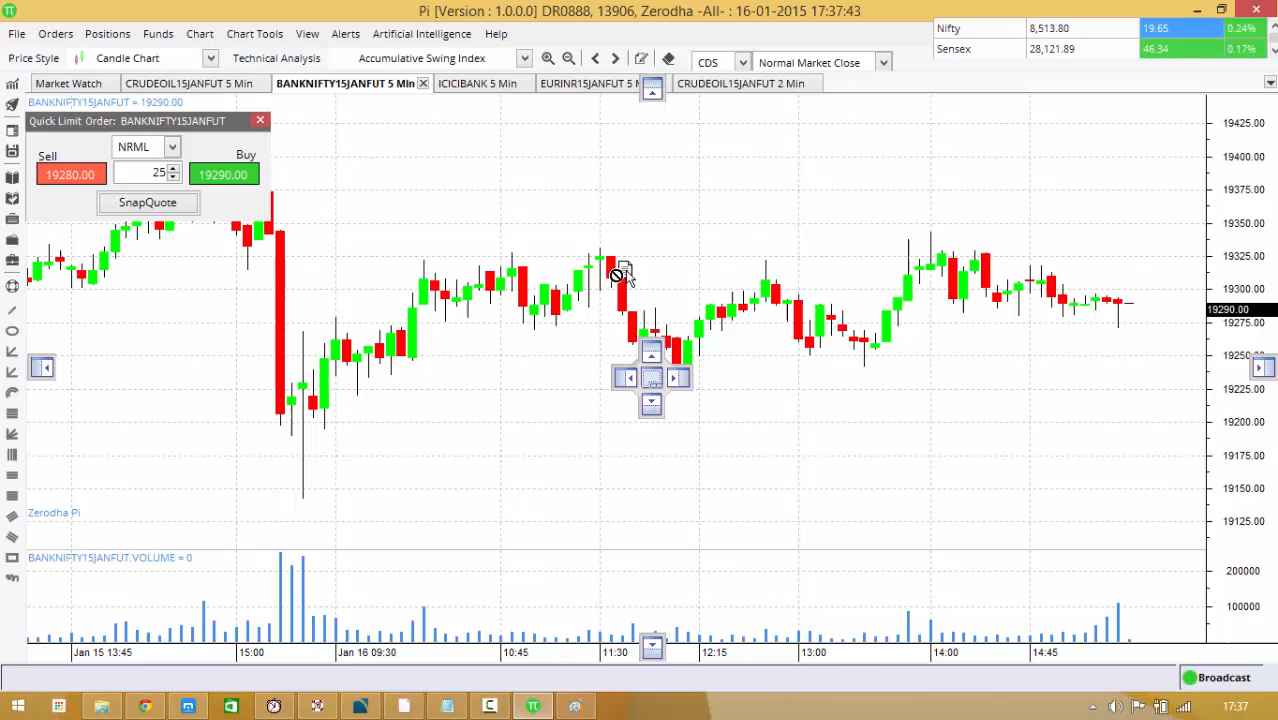 Pi [Version : 1.0.0.0] DR0888, 13906, Zerodha -All- : 16-01-2015 17:37:43
File Orders Positions Funds Chart Chart Tools View Alerts Artificial Intelligence Help
Nifty 8,513.80 19.65 0.24%
Sensex 28,121.89 46.34 0.17%
Price Style Candle Chart Technical Analysis Accumulative Swing Index CDS Normal Market Close
Market Watch CRUDEOIL15JANFUT 5 Min BANKNIFTY15JANFUT 5 Min ICICIBANK 5 Min EURINR15JANFUT 5 CRUDEOIL15JANFUT 2 Min
BANKNIFTY15JANFUT = 19290.00
Quick Limit Order: BANKNIFTY15JANFUT
NRML
Sell Buy
19280.00 25 19290.00
SnapQuote
19425.00
19400.00
19375.00
19350.00
19325.00
19300.00
19290.00
19275.00
19250.00
19225.00
19200.00
19175.00
19150.00
19125.00
Zerodha Pi
BANKNIFTY15JANFUT.VOLUME = 0
200000
100000
Jan 15 13:45 15:00 Jan 16 09:30 10:45 11:30 12:15 13:00 14:00 14:45
Broadcast
17:37